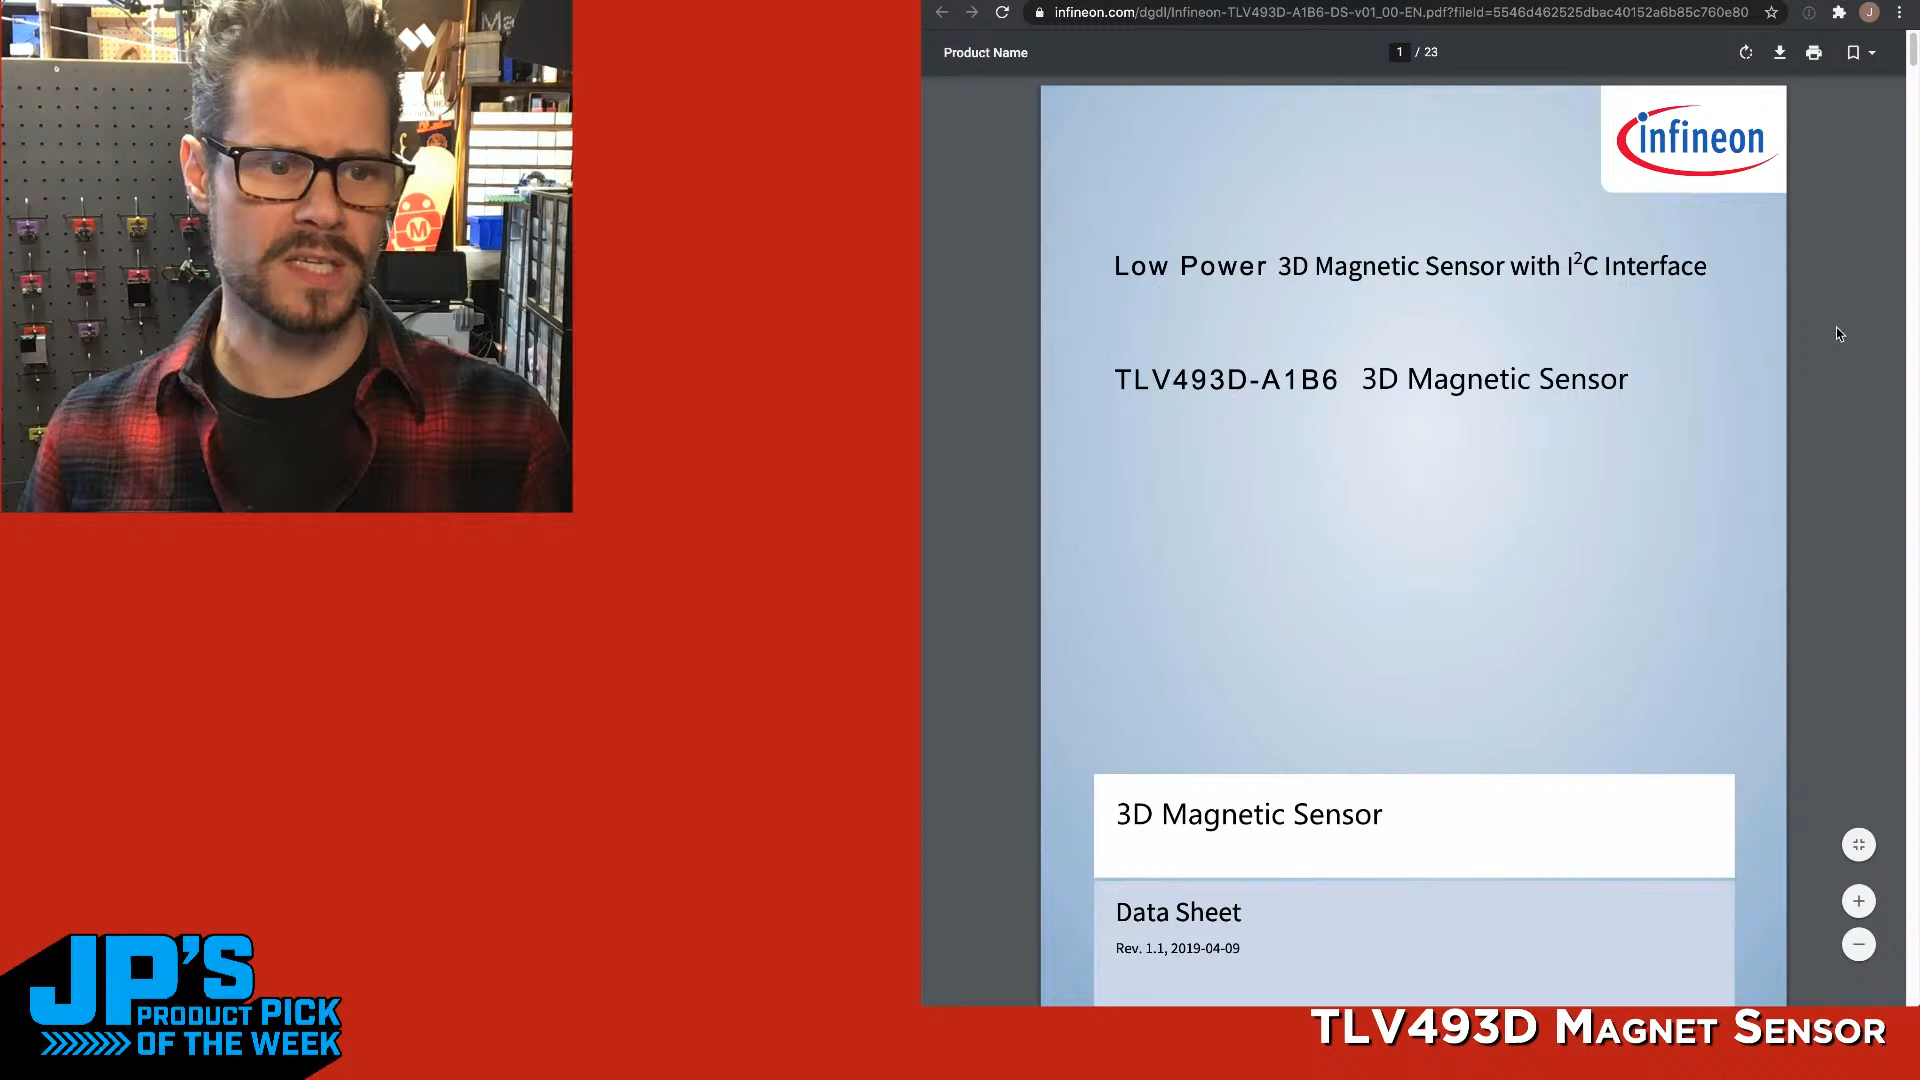 infineon.com/dgdl/Infineon-TLV493D-A1B6-DS-v01_00-EN.pdf?fileId=5546d462525dbac40152a6b85c760e80
J
Product Name
1 / 23
infineon
Low Power 3D Magnetic Sensor with I²C Interface
TLV493D-A1B6 3D Magnetic Sensor
3D Magnetic Sensor
Data Sheet
Rev. 1.1, 2019-04-09
Ma
M
JP'S
PRODUCT PICK
OF THE WEEK
TLV493D Magnet Sensor